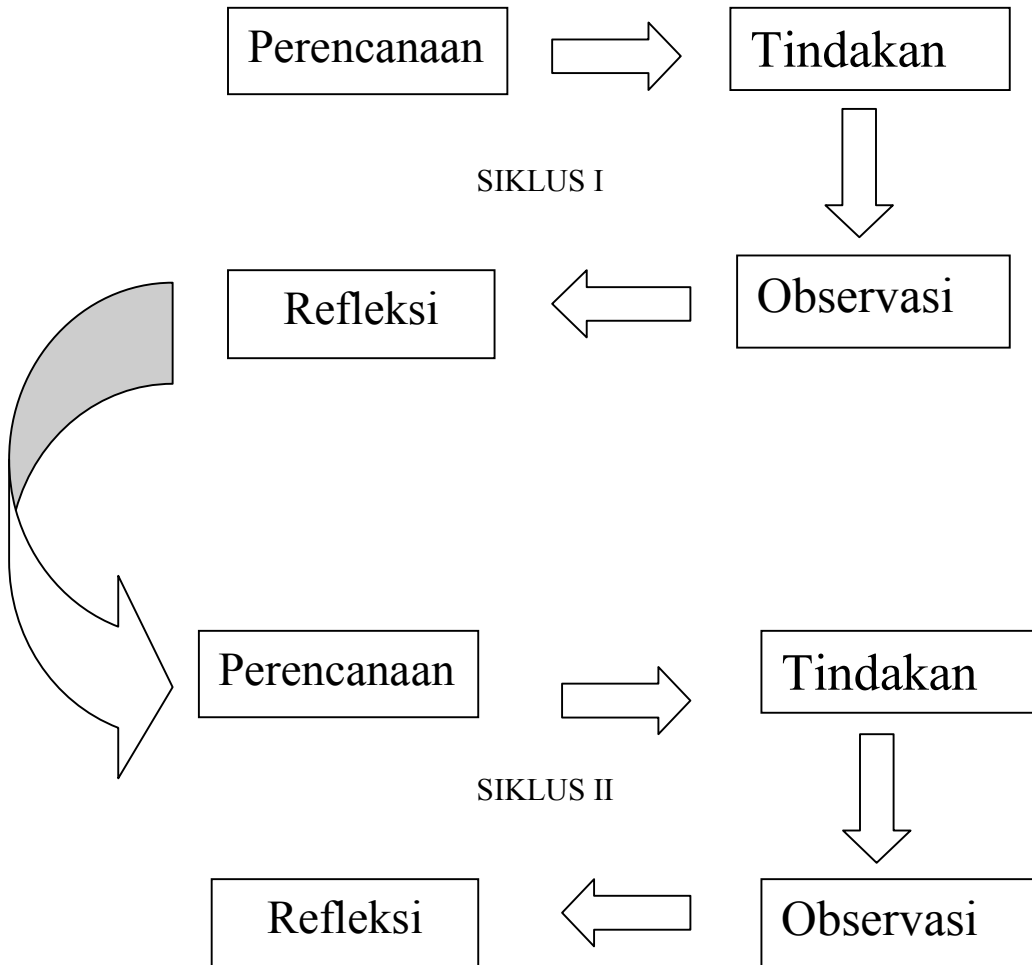 Perencanaan
Tindakan
SIKLUS I
Refleksi
Observasi
Perencanaan
Tindakan
SIKLUS II
Refleksi
Observasi